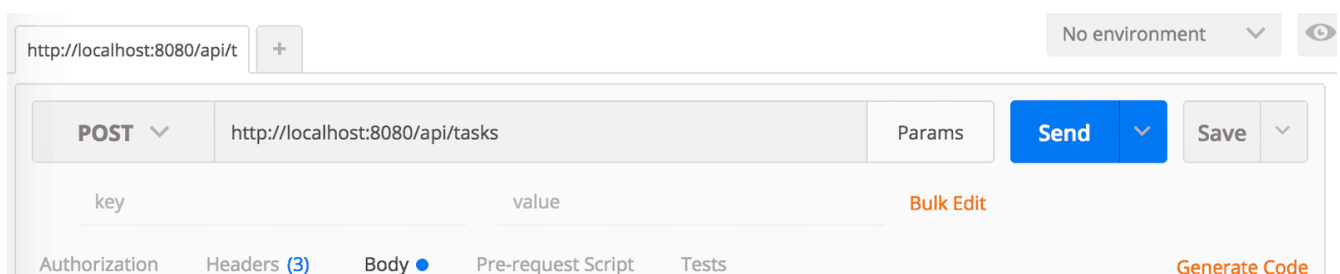 http://localhost:8080/api/t + No environment
POST http://localhost:8080/api/tasks Params Send Save
key value Bulk Edit
Authorization Headers (3) Body Pre-request Script Tests Generate Code